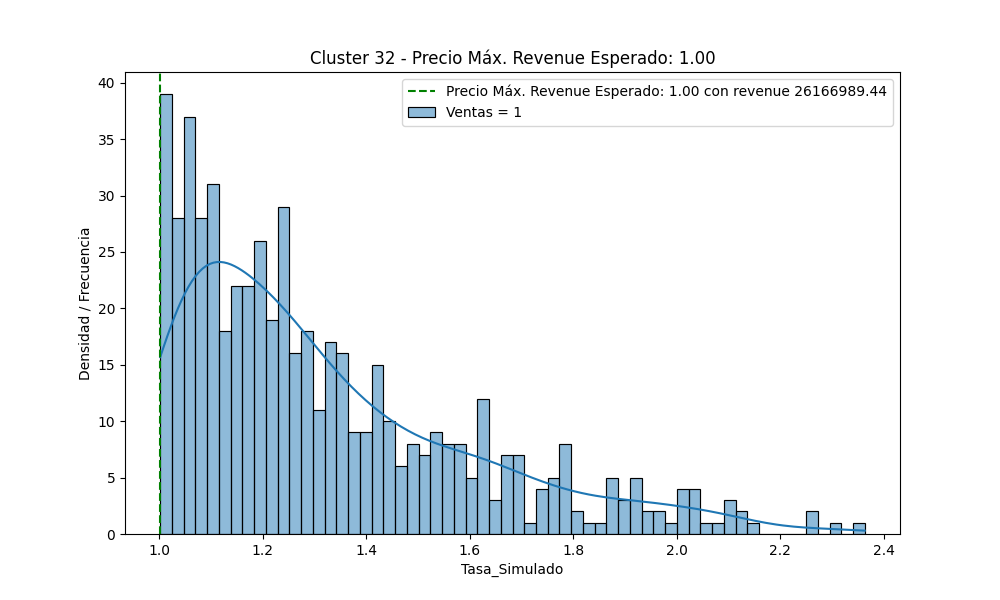 Cluster 32 - Precio Máx. Revenue Esperado: 1.00
Precio Máx. Revenue Esperado: 1.00 con revenue 26166989.44
Ventas = 1
Densidad / Frecuencia
40
35
30
25
20
15
10
5
0
1.0 1.2 1.4 1.6 1.8 2.0 2.2 2.4
Tasa_Simulado